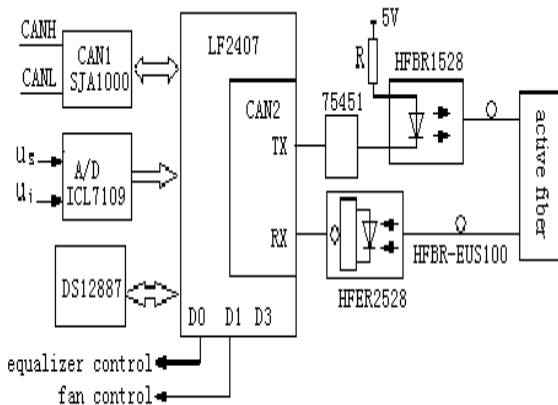 CANH
CANL
CAN1
SJA1000
LF2407
5V
R
HFBR1528
75451
CAN2
TX
us
ui
A/D
ICL7109
RX
active fiber
HFBR-EUS100
HFER2528
DS12887
D0 D1 D3
equalizer control
fan control